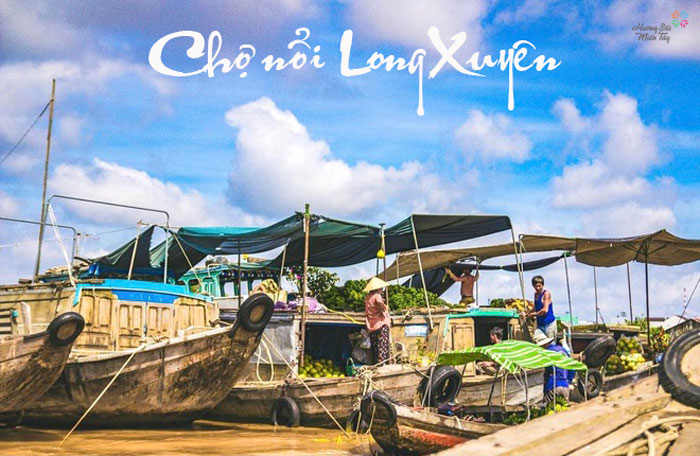 Chợ nổi Long Xuyên
Hương Sắc
Miền Tây